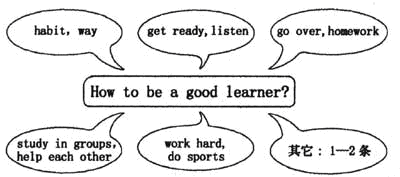 habit, way
get ready, listen
go over, homework
How to be a good learner?
study in groups,
help each other
work hard,
do sports
其它：1—2条